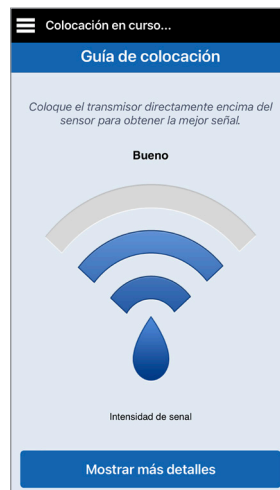 Colocación en curso...
Guía de colocación
Coloque el transmisor directamente encima del
sensor para obtener la mejor señal.
Bueno
Intensidad de senal
Mostrar más detalles